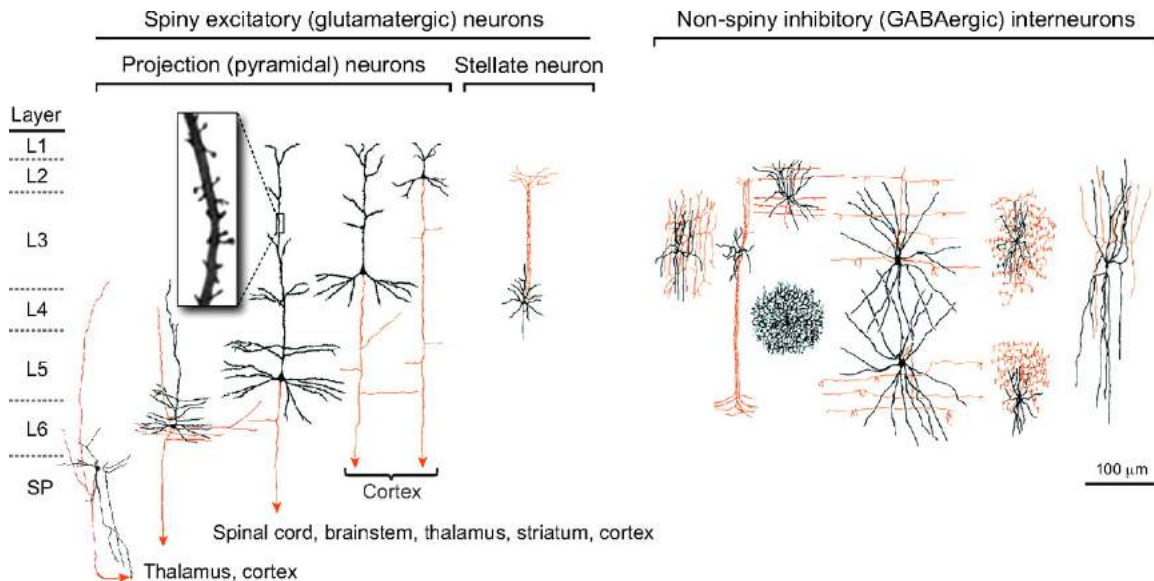 Spiny excitatory (glutamatergic) neurons
Non-spiny inhibitory (GABAergic) interneurons
Projection (pyramidal) neurons
Stellate neuron
Layer
L1
L2
L3
L4
L5
L6
SP
100 μm
Cortex
Spinal cord, brainstem, thalamus, striatum, cortex
Thalamus, cortex